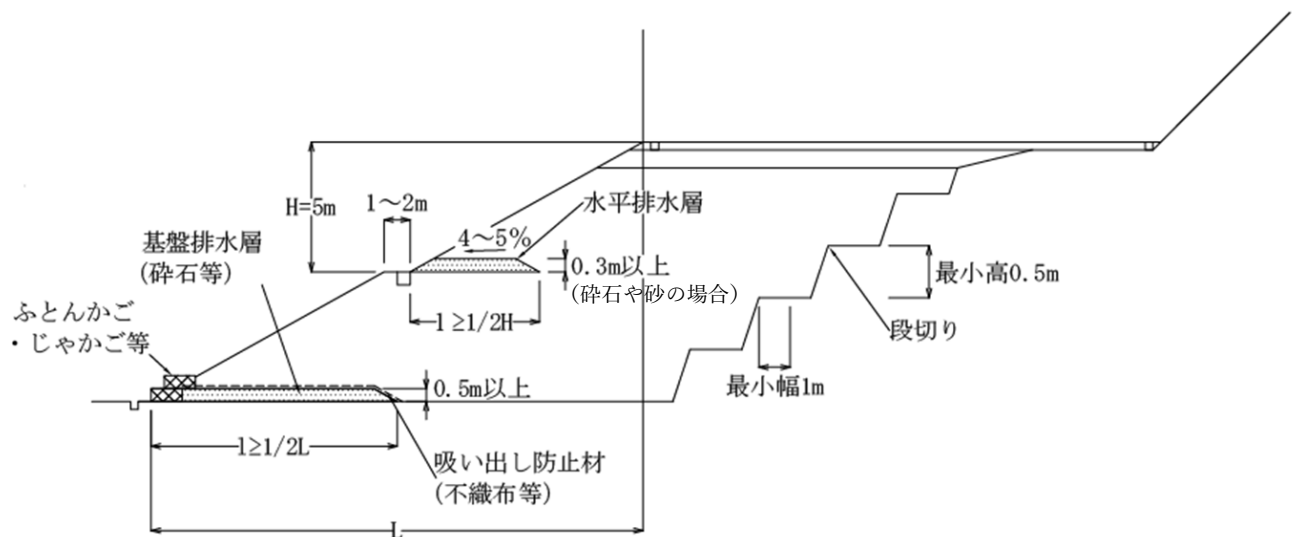 H=5m
1～2m
水平排水層
4～5%
基盤排水層
(砕石等)
0.3m以上
(砕石や砂の場合)
最小高0.5m
ふとんかご
・じゃかご等
l≥1/2H
段切り
最小幅1m
0.5m以上
l≥1/2L
吸い出し防止材
(不織布等)
L